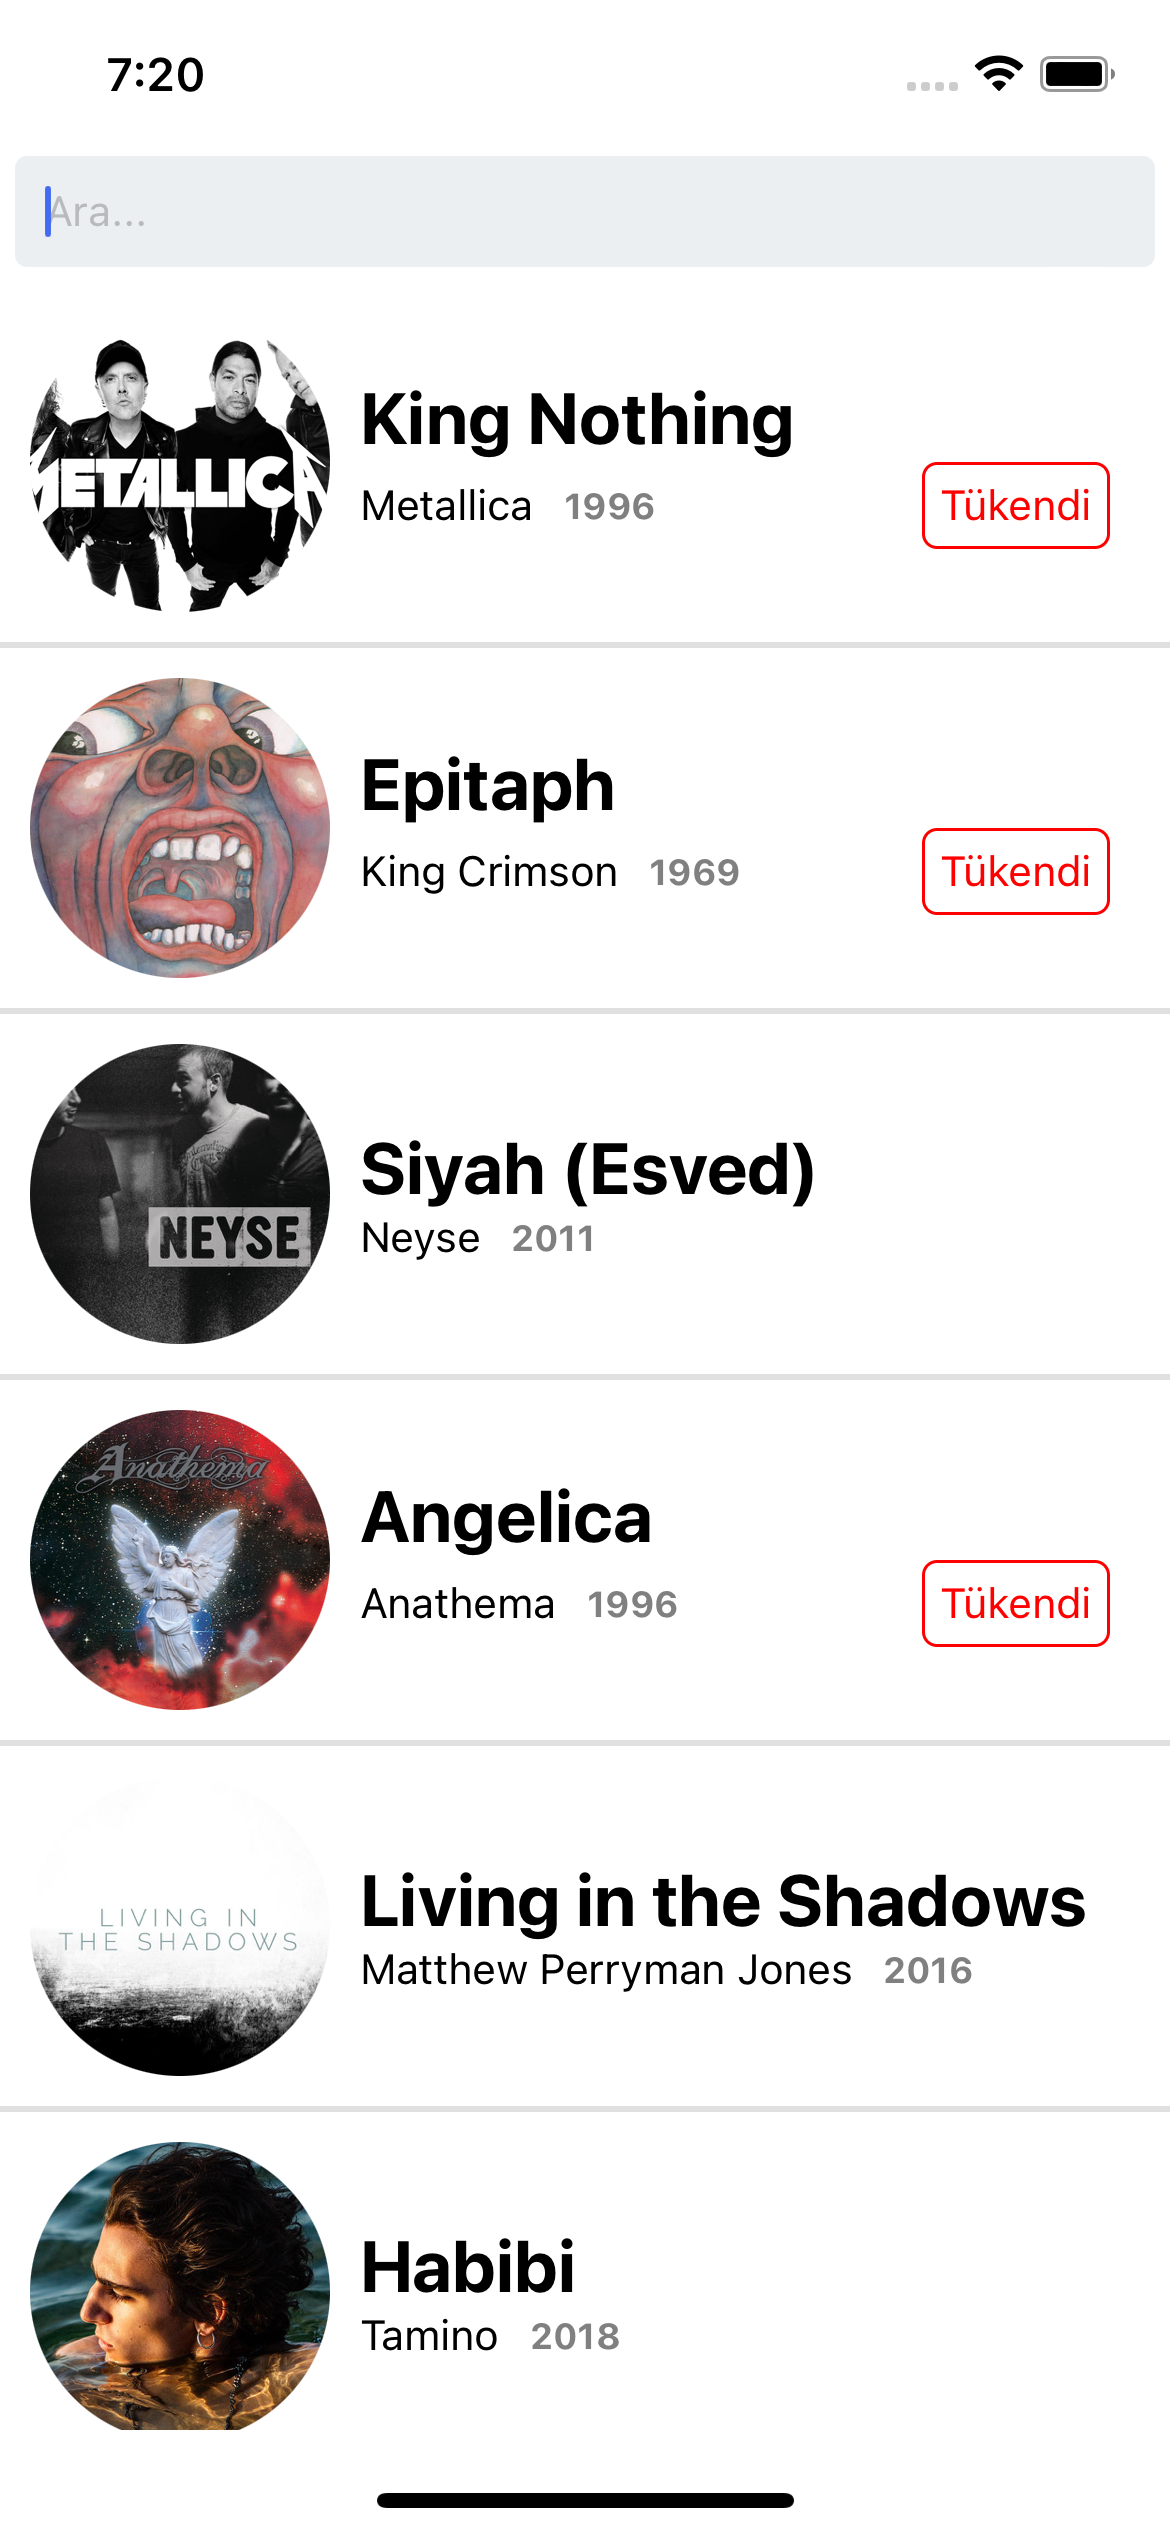 7:20
Ara...
METALLICA
King Nothing
Metallica 1996
Tükendi
Epitaph
King Crimson 1969
Tükendi
NEYSE
Siyah (Esved)
Neyse 2011
Anathema
Angelica
Anathema 1996
Tükendi
LIVING IN
THE SHADOWS
Living in the Shadows
Matthew Perryman Jones 2016
Habibi
Tamino 2018